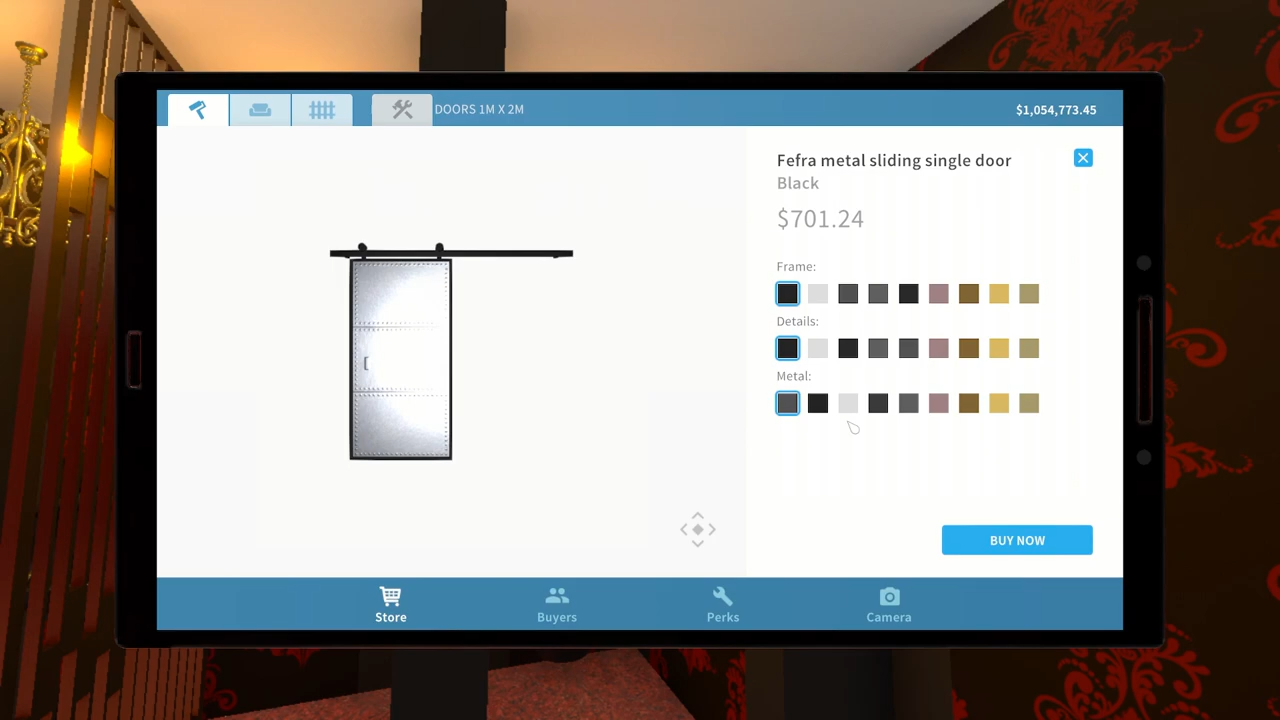 DOORS 1M X 2M
$1,054,773.45
Fefra metal sliding single door
Black
$701.24
Frame:
Details:
Metal:
BUY NOW
Store
Buyers
Perks
Camera